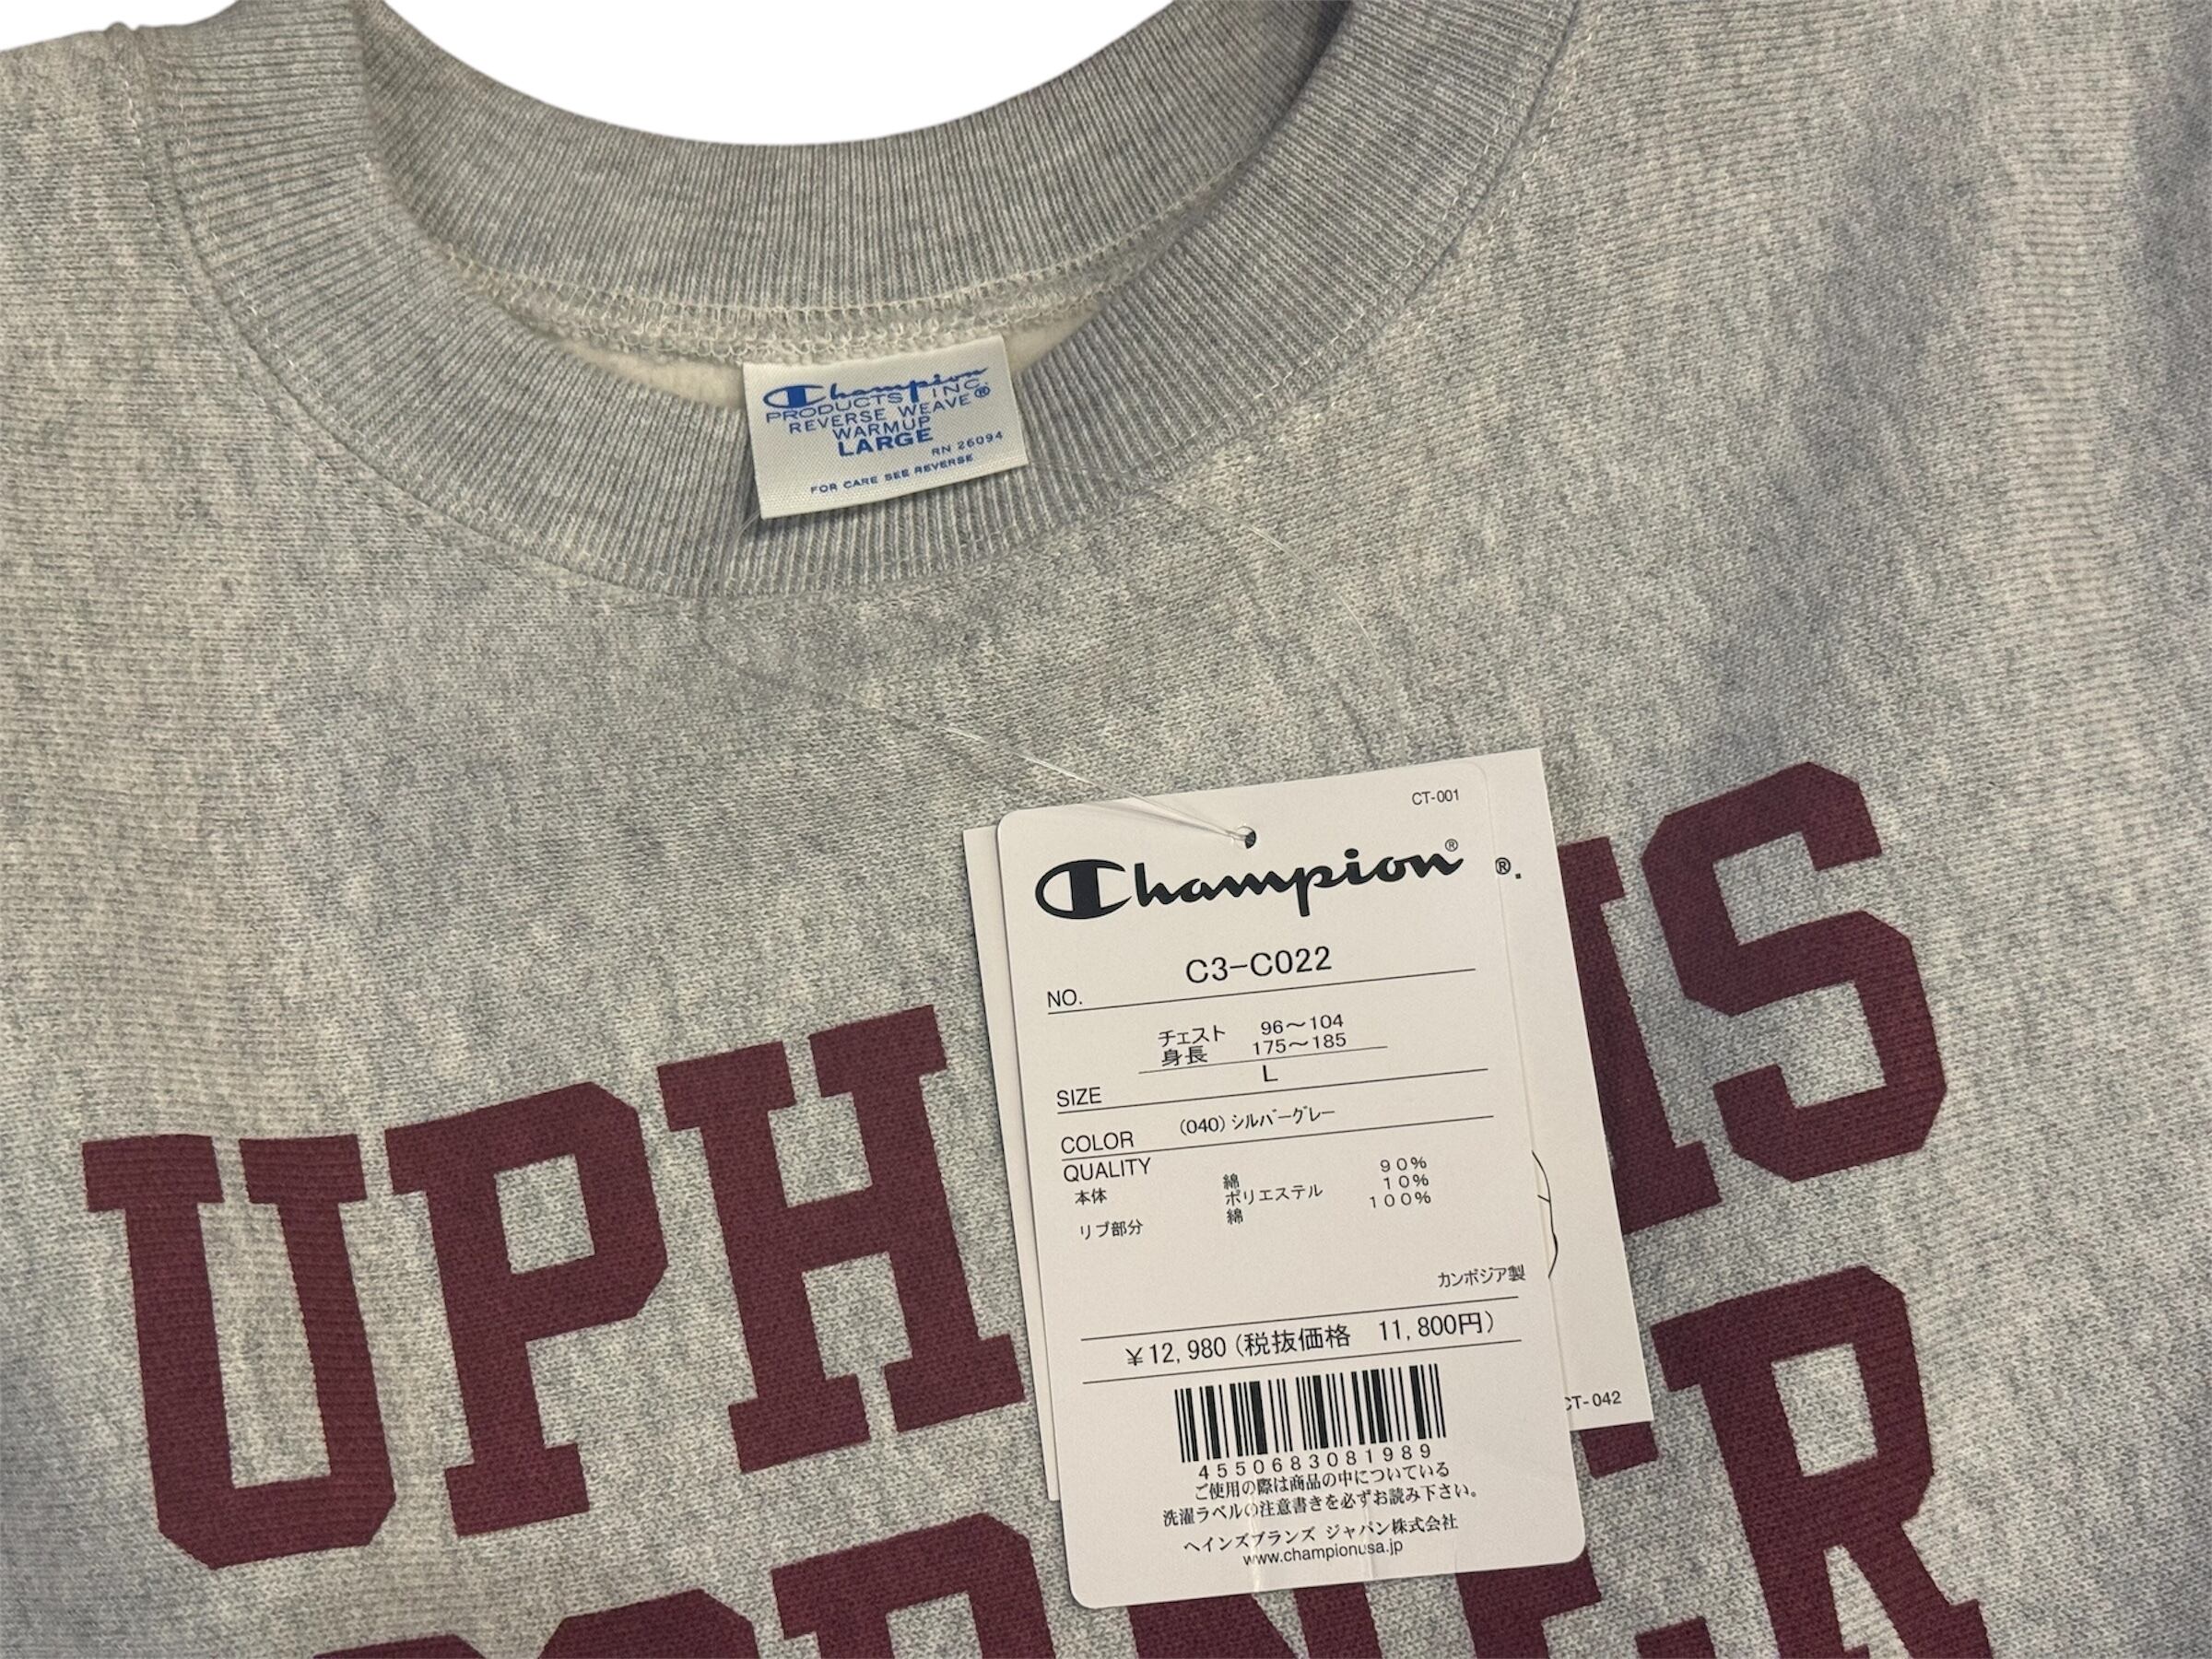 Champion
PRODUCTS INC.
REVERSE WEAVE®
WARMUP
LARGE
RN 26094
FOR CARE SEE REVERSE
CT-001
Champion®
®.
NO. C3-C022
チェスト 96〜104
身長 175〜185
SIZE L
COLOR (040) シルバーグレー
QUALITY
本体 綿 90%
ポリエステル 10%
リブ部分 綿 100%
カンボジア製
¥12,980 (税抜価格 11,800円)
4550683081989
ご使用の際は商品の中についている
洗濯ラベルの注意書きを必ずお読み下さい。
ヘインズブランズ ジャパン株式会社
www.championusa.jp
CT-042
UPH
MS